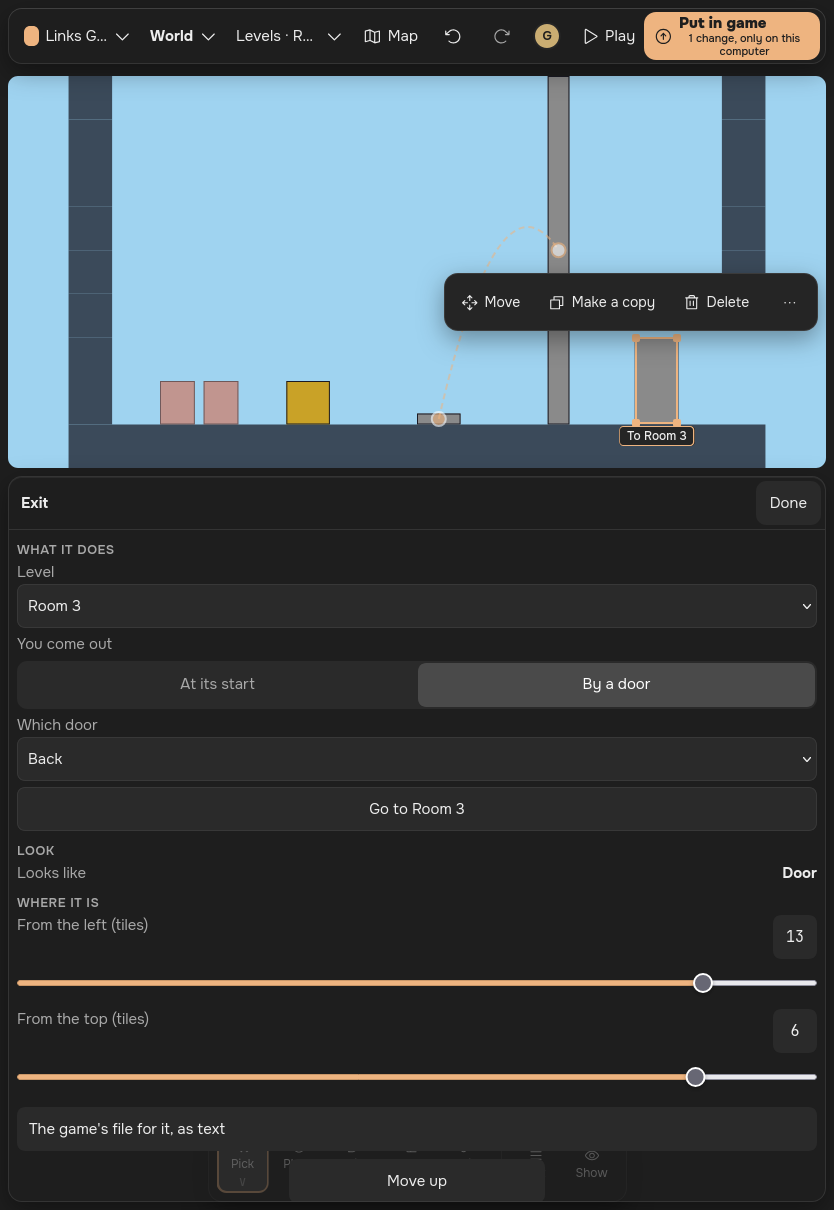 Links G...
World
Levels · R...
Map
G
Play
Put in game
1 change, only on this
computer
Move
Make a copy
Delete
...
To Room 3
Exit
Done
WHAT IT DOES
Level
Room 3
You come out
At its start
By a door
Which door
Back
Go to Room 3
LOOK
Looks like
Door
WHERE IT IS
From the left (tiles)
13
From the top (tiles)
6
The game's file for it, as text
Pick
V
Show
Move up